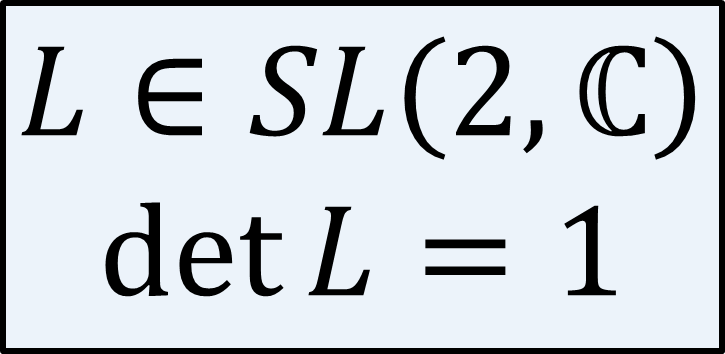 L ∈ SL(2, ℂ)
det L = 1